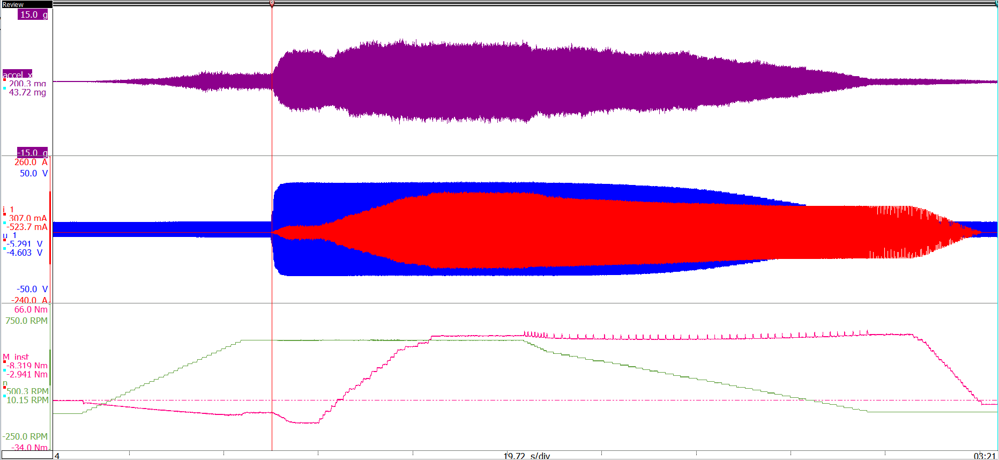 Review
2
15.0 g
accel_x
200.3 mg
43.72 mg
-15.0 g
260.0 A
50.0 V
i_1
307.0 mA
-523.7 mA
u_1
-5.291 V
-4.603 V
-50.0 V
-240.0 A
66.0 Nm
750.0 RPM
M_inst
-8.319 Nm
-2.941 Nm
n
500.3 RPM
10.15 RPM
-250.0 RPM
-34.0 Nm
4
19.72 s/div
03:21